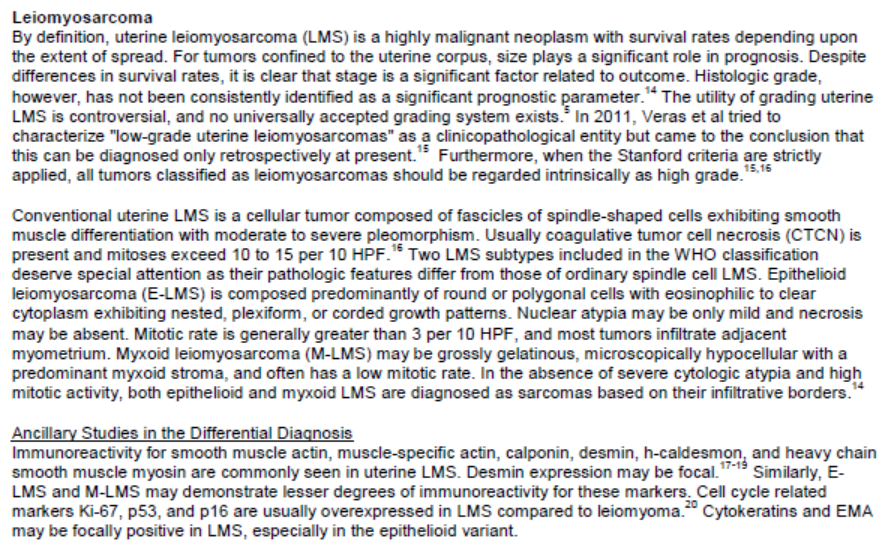 Leiomyosarcoma
By definition, uterine leiomyosarcoma (LMS) is a highly malignant neoplasm with survival rates depending upon
the extent of spread. For tumors confined to the uterine corpus, size plays a significant role in prognosis. Despite
differences in survival rates, it is clear that stage is a significant factor related to outcome. Histologic grade,
however, has not been consistently identified as a significant prognostic parameter.14 The utility of grading uterine
LMS is controversial, and no universally accepted grading system exists.5 In 2011, Veras et al tried to
characterize "low-grade uterine leiomyosarcomas" as a clinicopathological entity but came to the conclusion that
this can be diagnosed only retrospectively at present.15 Furthermore, when the Stanford criteria are strictly
applied, all tumors classified as leiomyosarcomas should be regarded intrinsically as high grade.15,16
Conventional uterine LMS is a cellular tumor composed of fascicles of spindle-shaped cells exhibiting smooth
muscle differentiation with moderate to severe pleomorphism. Usually coagulative tumor cell necrosis (CTCN) is
present and mitoses exceed 10 to 15 per 10 HPF.16 Two LMS subtypes included in the WHO classification
deserve special attention as their pathologic features differ from those of ordinary spindle cell LMS. Epithelioid
leiomyosarcoma (E-LMS) is composed predominantly of round or polygonal cells with eosinophilic to clear
cytoplasm exhibiting nested, plexiform, or corded growth patterns. Nuclear atypia may be only mild and necrosis
may be absent. Mitotic rate is generally greater than 3 per 10 HPF, and most tumors infiltrate adjacent
myometrium. Myxoid leiomyosarcoma (M-LMS) may be grossly gelatinous, microscopically hypocellular with a
predominant myxoid stroma, and often has a low mitotic rate. In the absence of severe cytologic atypia and high
mitotic activity, both epithelioid and myxoid LMS are diagnosed as sarcomas based on their infiltrative borders.14
Ancillary Studies in the Differential Diagnosis
Immunoreactivity for smooth muscle actin, muscle-specific actin, calponin, desmin, h-caldesmon, and heavy chain
smooth muscle myosin are commonly seen in uterine LMS. Desmin expression may be focal.17-19 Similarly, E-
LMS and M-LMS may demonstrate lesser degrees of immunoreactivity for these markers. Cell cycle related
markers Ki-67, p53, and p16 are usually overexpressed in LMS compared to leiomyoma.20 Cytokeratins and EMA
may be focally positive in LMS, especially in the epithelioid variant.